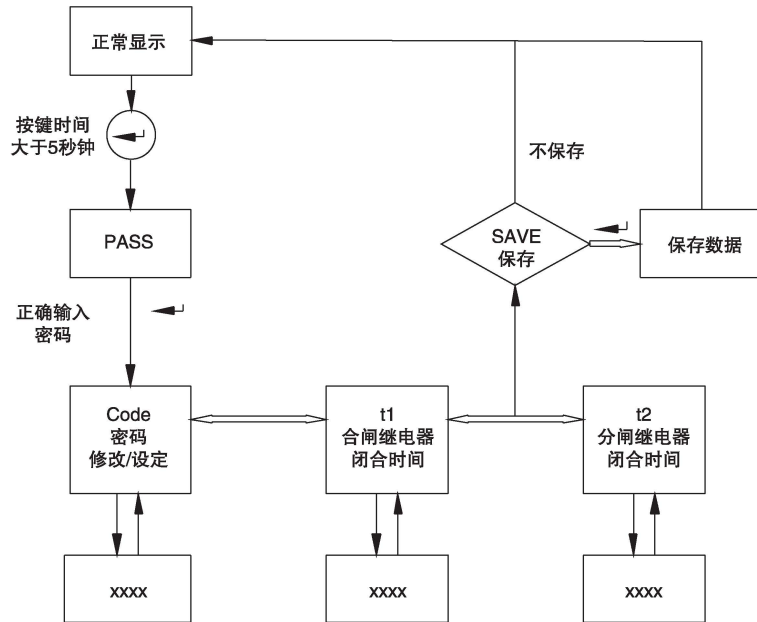 正常显示
按键时间
大于5秒钟
不保存
PASS
SAVE
保存
保存数据
正确输入
密码
Code
密码
修改/设定
t1
合闸继电器
闭合时间
t2
分闸继电器
闭合时间
xxxx
xxxx
xxxx